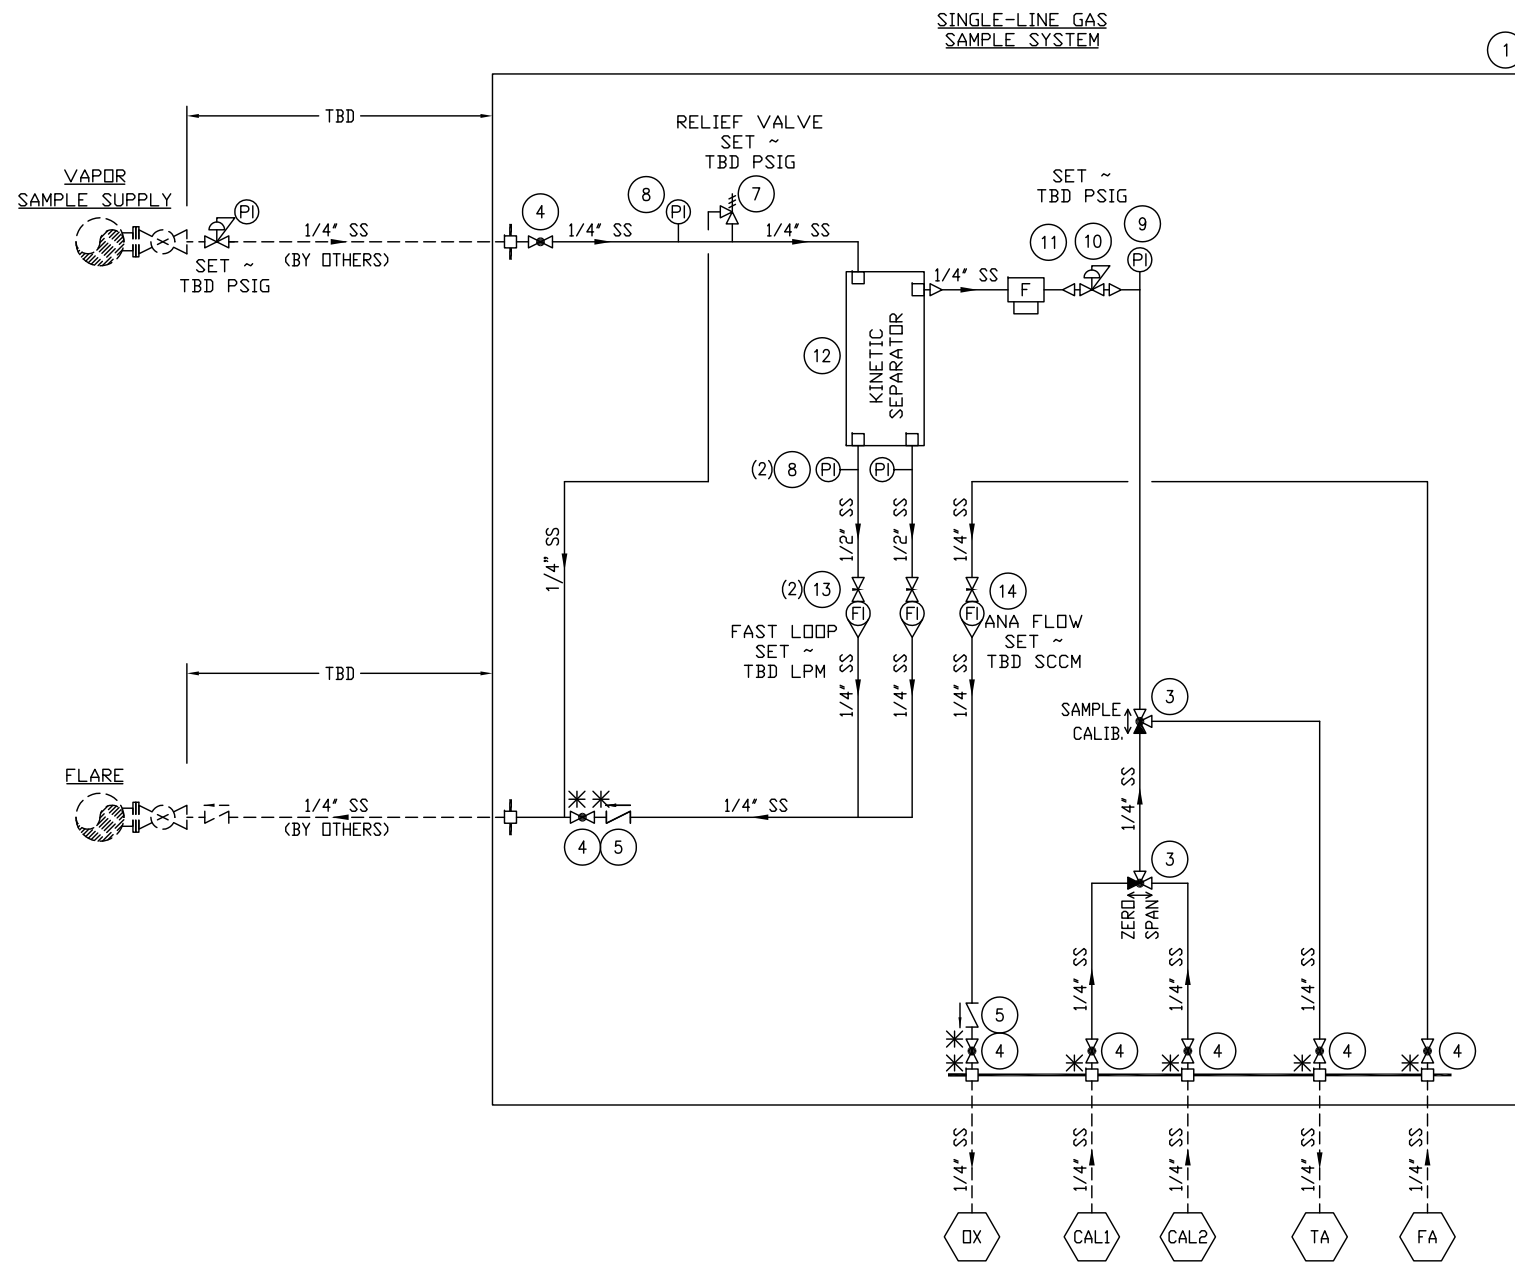 SINGLE-LINE GAS
SAMPLE SYSTEM
1
TBD
RELIEF VALVE
SET ~
TBD PSIG
VAPOR
SAMPLE SUPPLY
PI
1/4" SS
(BY OTHERS)
SET ~
TBD PSIG
4
1/4" SS
8
PI
7
1/4" SS
SET ~
TBD PSIG
9
11
10
PI
1/4" SS
F
12
KINETIC
SEPARATOR
(2)
8
PI
PI
1/4" SS
1/2" SS
1/2" SS
1/4" SS
(2)
13
14
FI
FI
FI
FAST LOOP
SET ~
TBD LPM
ANA FLOW
SET ~
TBD SCCM
1/4" SS
1/4" SS
1/4" SS
TBD
3
SAMPLE
CALIB.
FLARE
1/4" SS
(BY OTHERS)
4
5
1/4" SS
1/4" SS
3
ZERO
SPAN
1/4" SS
1/4" SS
1/4" SS
5
4
4
4
4
4
1/4" SS
1/4" SS
1/4" SS
1/4" SS
1/4" SS
OX
CAL1
CAL2
TA
FA